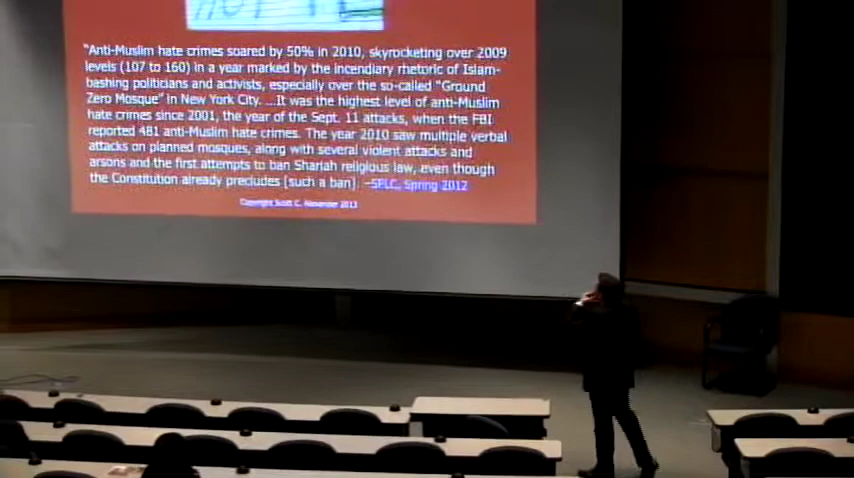 "Anti-Muslim hate crimes soared by 50% in 2010, skyrocketing over 2009
levels (107 to 160) in a year marked by the incendiary rhetoric of Islam-
bashing politicians and activists, especially over the so-called "Ground
Zero Mosque" in New York City. ...It was the highest level of anti-Muslim
hate crimes since 2001, the year of the Sept. 11 attacks, when the FBI
reported 481 anti-Muslim hate crimes. The year 2010 saw multiple verbal
attacks on planned mosques, along with several violent attacks and
arsons and the first attempts to ban Shariah religious law, even though
the Constitution already precludes [such a ban]. –SPLC, Spring 2012
Copyright Scott C. Alexander 2013